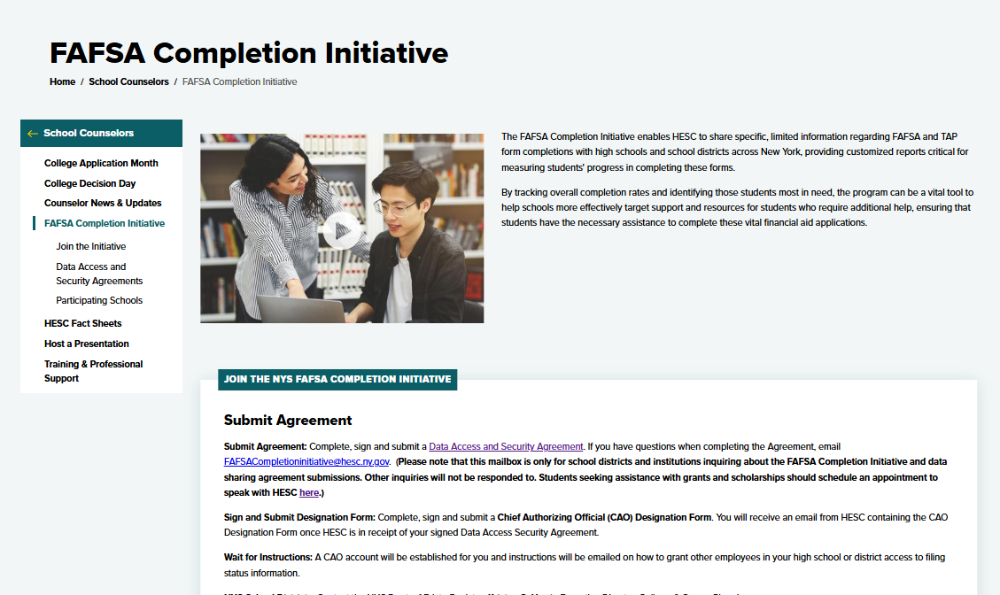 FAFSA Completion Initiative
Home / School Counselors / FAFSA Completion Initiative
← School Counselors
College Application Month
College Decision Day
Counselor News & Updates
FAFSA Completion Initiative
Join the Initiative
Data Access and
Security Agreements
Participating Schools
HESC Fact Sheets
Host a Presentation
Training & Professional
Support
The FAFSA Completion Initiative enables HESC to share specific, limited information regarding FAFSA and TAP
form completions with high schools and school districts across New York, providing customized reports critical for
measuring students' progress in completing these forms.
By tracking overall completion rates and identifying those students most in need, the program can be a vital tool to
help schools more effectively target support and resources for students who require additional help, ensuring that
students have the necessary assistance to complete these vital financial aid applications.
JOIN THE NYS FAFSA COMPLETION INITIATIVE
Submit Agreement
Submit Agreement: Complete, sign and submit a Data Access and Security Agreement. If you have questions when completing the Agreement, email
FAFSACompletioninitiative@hesc.ny.gov. (Please note that this mailbox is only for school districts and institutions inquiring about the FAFSA Completion Initiative and data
sharing agreement submissions. Other inquiries will not be responded to. Students seeking assistance with grants and scholarships should schedule an appointment to
speak with HESC here.)
Sign and Submit Designation Form: Complete, sign and submit a Chief Authorizing Official (CAO) Designation Form. You will receive an email from HESC containing the CAO
Designation Form once HESC is in receipt of your signed Data Access Security Agreement.
Wait for Instructions: A CAO account will be established for you and instructions will be emailed on how to grant other employees in your high school or district access to filing
status information.